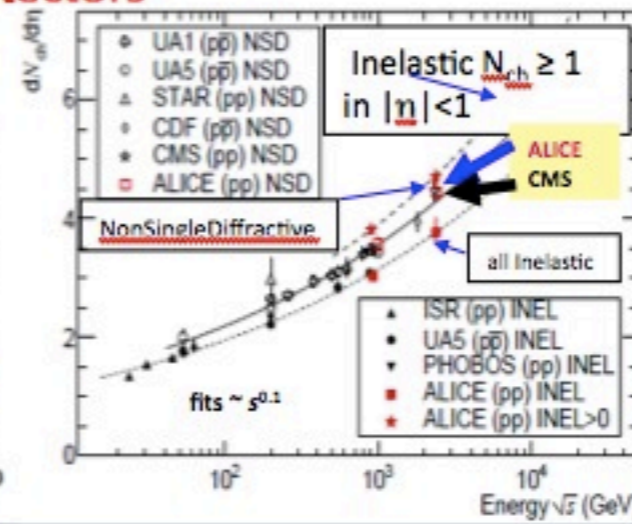 dN_ch/dη
6
4
2
0
UA1 (pp̅) NSD
UA5 (pp̅) NSD
STAR (pp) NSD
CDF (pp̅) NSD
CMS (pp) NSD
ALICE (pp) NSD
Inelastic N_ch ≥ 1
in |η|<1
ALICE
CMS
NonSingleDiffractive
all Inelastic
fits ~ s^0.1
ISR (pp) INEL
UA5 (pp̅) INEL
PHOBOS (pp) INEL
ALICE (pp) INEL
ALICE (pp) INEL>0
10²
10³
10⁴
Energy √s (GeV